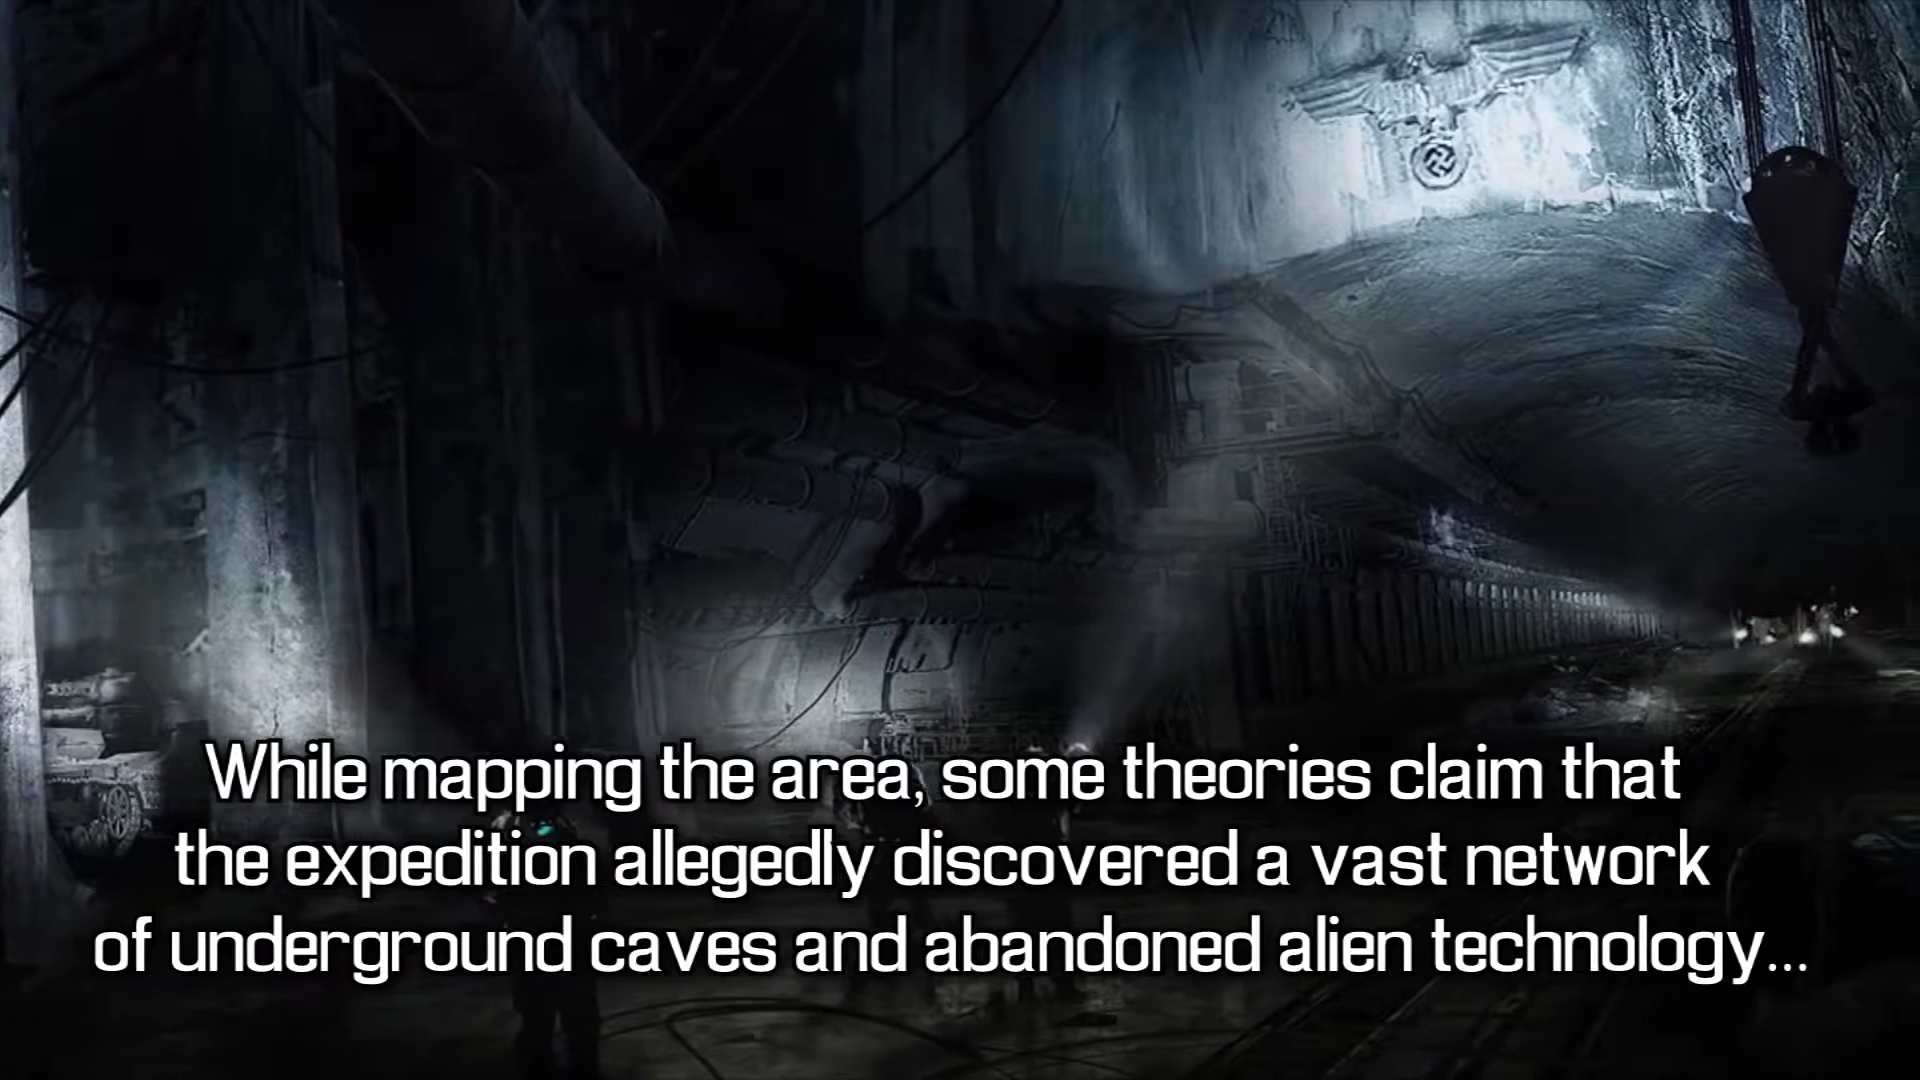 While mapping the area, some theories claim that
the expedition allegedly discovered a vast network
of underground caves and abandoned alien technology...